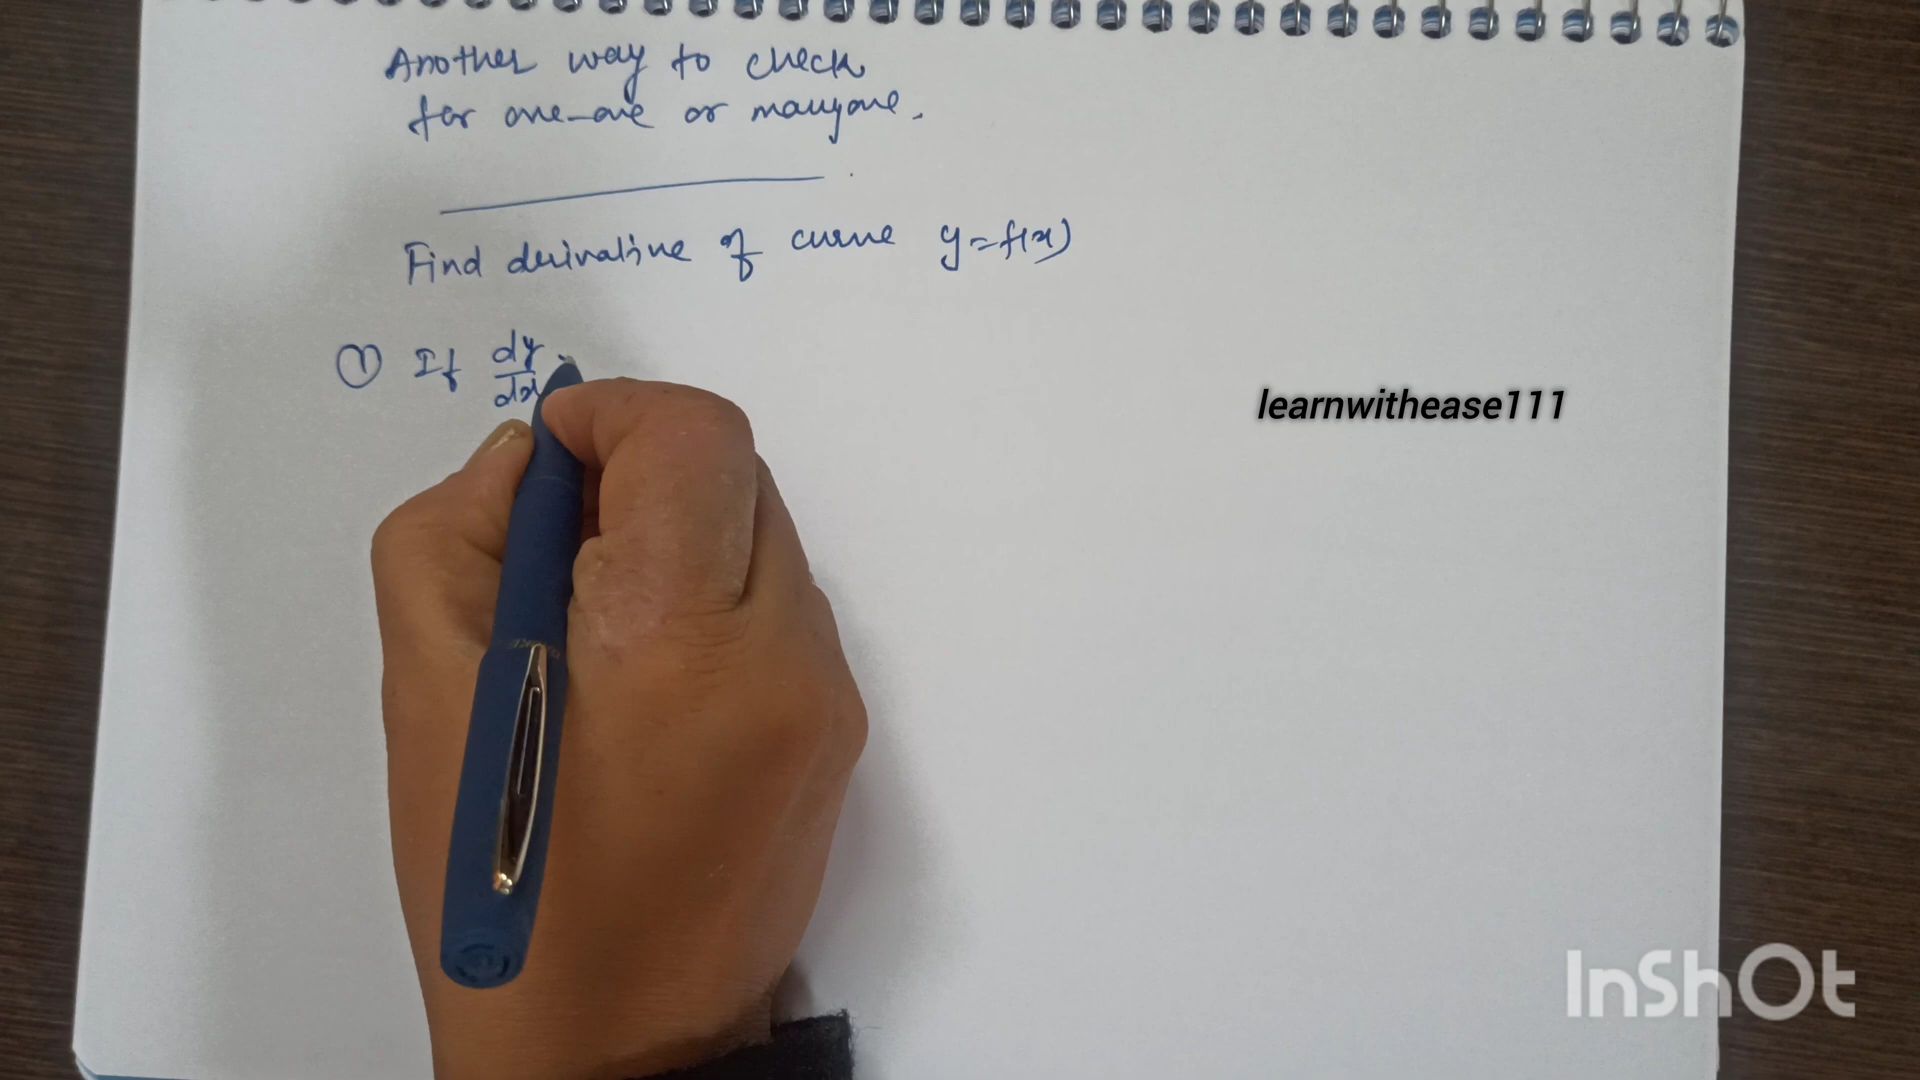 Another way to check
for one-one or manyone.
Find derivative of curve y=f(x)
① If dy/dx
learnwithease111
InShOt